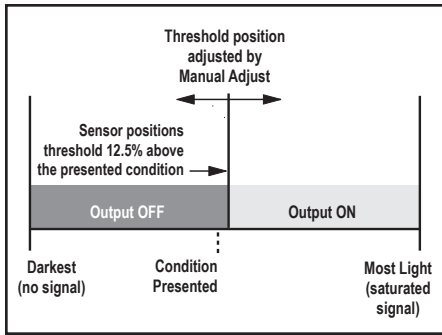 Threshold position
adjusted by
Manual Adjust
Sensor positions
threshold 12.5% above
the presented condition
Output OFF
Output ON
Darkest
(no signal)
Condition
Presented
Most Light
(saturated
signal)